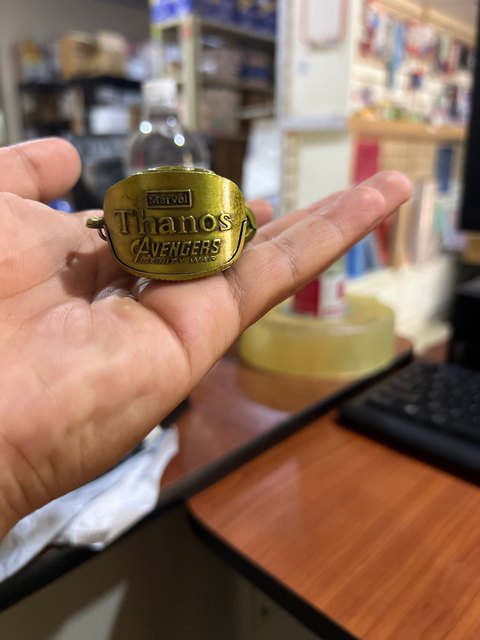 Marvel
Thanos
AVENGERS
INFINITY WAR